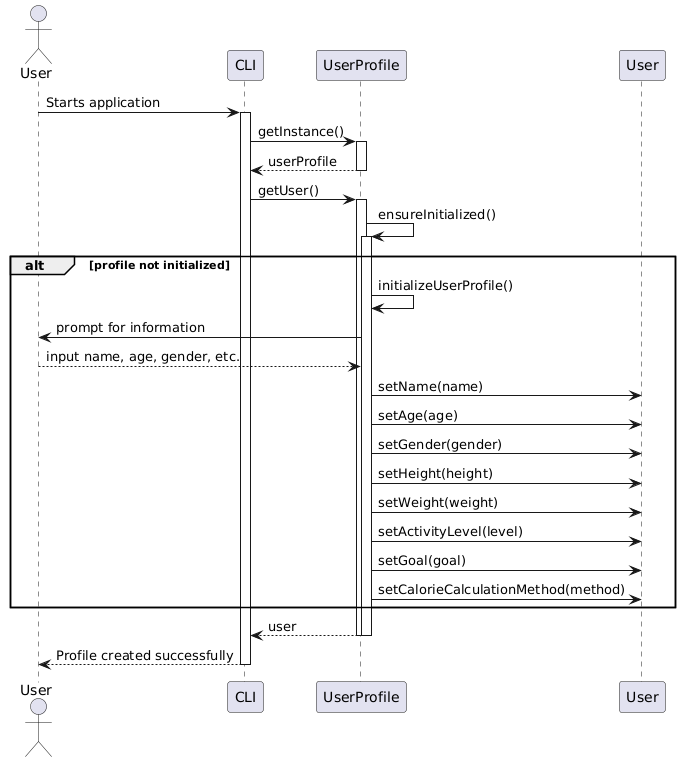 User
CLI
UserProfile
User
Starts application
getInstance()
userProfile
getUser()
ensureInitialized()
alt
[profile not initialized]
initializeUserProfile()
prompt for information
input name, age, gender, etc.
setName(name)
setAge(age)
setGender(gender)
setHeight(height)
setWeight(weight)
setActivityLevel(level)
setGoal(goal)
setCalorieCalculationMethod(method)
user
Profile created successfully
User
CLI
UserProfile
User